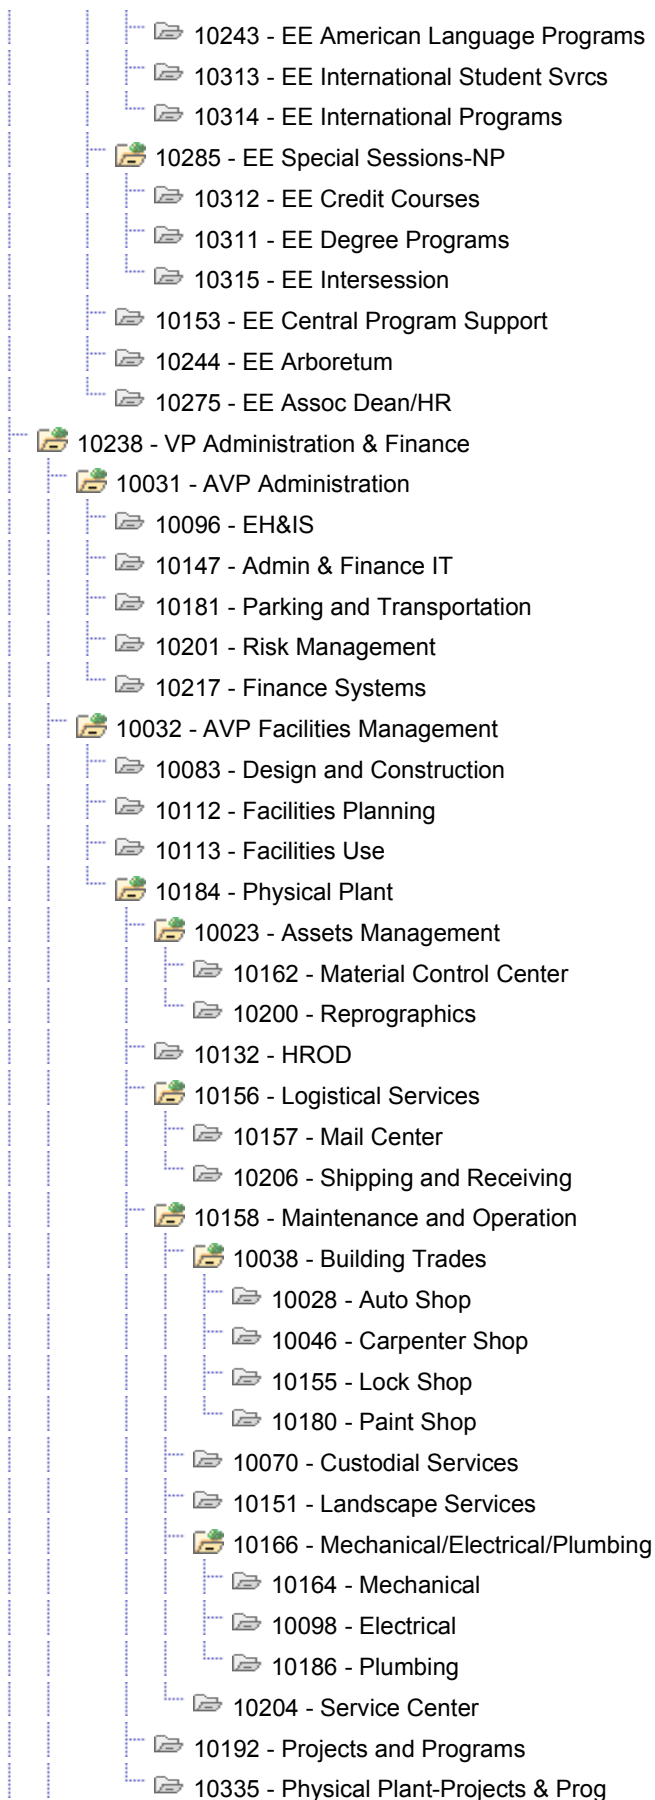 10243 - EE American Language Programs
10313 - EE International Student Svrcs
10314 - EE International Programs
10285 - EE Special Sessions-NP
10312 - EE Credit Courses
10311 - EE Degree Programs
10315 - EE Intersession
10153 - EE Central Program Support
10244 - EE Arboretum
10275 - EE Assoc Dean/HR
10238 - VP Administration & Finance
10031 - AVP Administration
10096 - EH&IS
10147 - Admin & Finance IT
10181 - Parking and Transportation
10201 - Risk Management
10217 - Finance Systems
10032 - AVP Facilities Management
10083 - Design and Construction
10112 - Facilities Planning
10113 - Facilities Use
10184 - Physical Plant
10023 - Assets Management
10162 - Material Control Center
10200 - Reprographics
10132 - HROD
10156 - Logistical Services
10157 - Mail Center
10206 - Shipping and Receiving
10158 - Maintenance and Operation
10038 - Building Trades
10028 - Auto Shop
10046 - Carpenter Shop
10155 - Lock Shop
10180 - Paint Shop
10070 - Custodial Services
10151 - Landscape Services
10166 - Mechanical/Electrical/Plumbing
10164 - Mechanical
10098 - Electrical
10186 - Plumbing
10204 - Service Center
10192 - Projects and Programs
10335 - Physical Plant-Projects & Prog